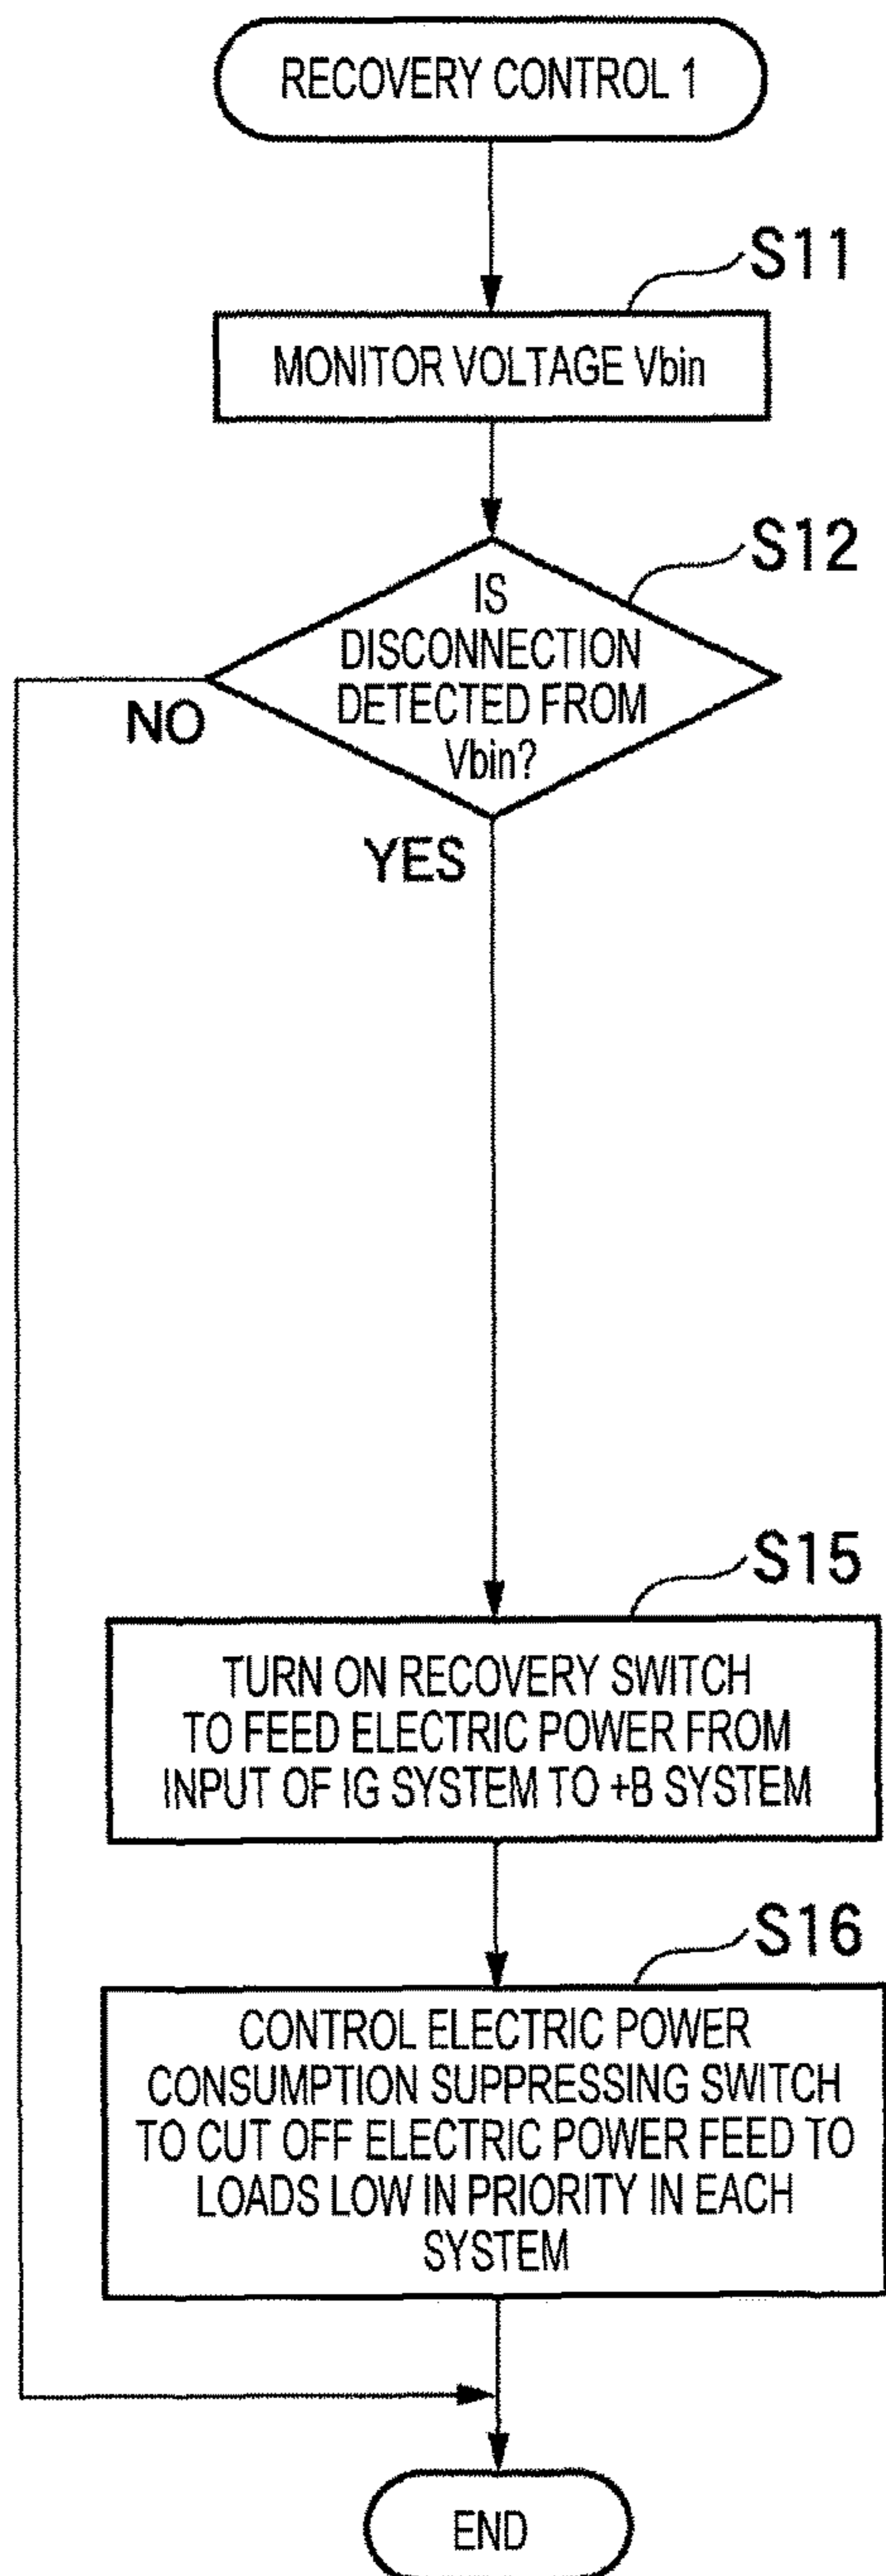 RECOVERY CONTROL 1
S11
MONITOR VOLTAGE Vbin
S12
IS
DISCONNECTION
DETECTED FROM
Vbin?
NO
YES
S15
TURN ON RECOVERY SWITCH
TO FEED ELECTRIC POWER FROM
INPUT OF IG SYSTEM TO +B SYSTEM
S16
CONTROL ELECTRIC POWER
CONSUMPTION SUPPRESSING SWITCH
TO CUT OFF ELECTRIC POWER FEED TO
LOADS LOW IN PRIORITY IN EACH
SYSTEM
END